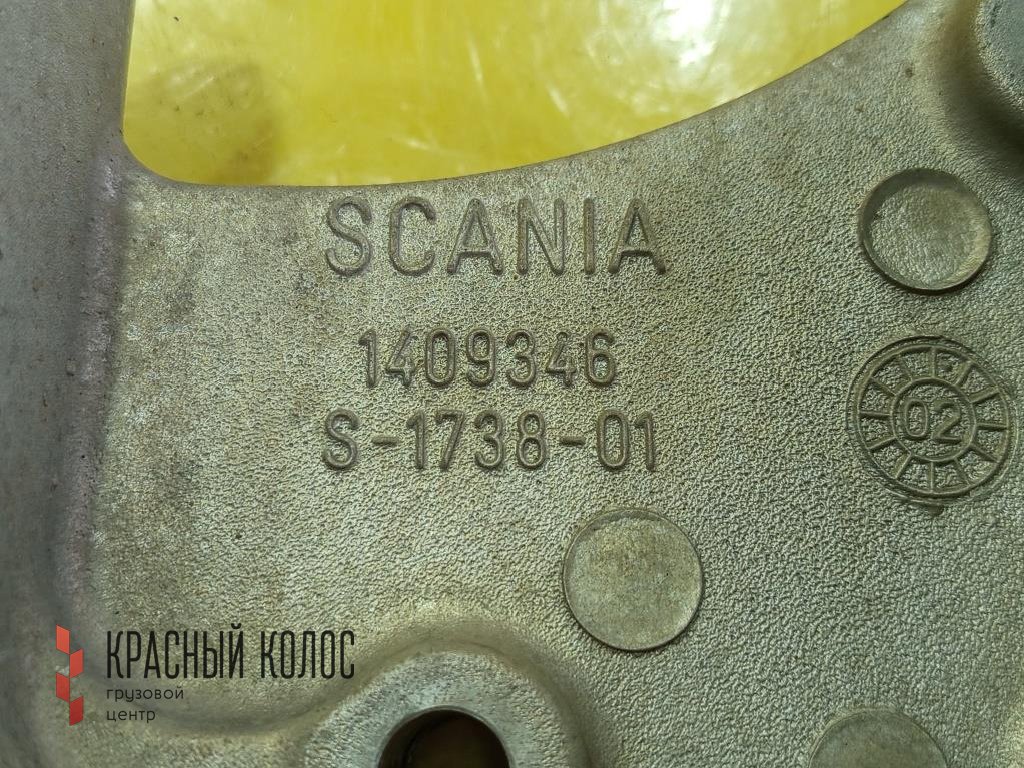 SCANIA
1409346
S-1738-01
02
КРАСНЫЙ КОЛОС
грузовой
центр